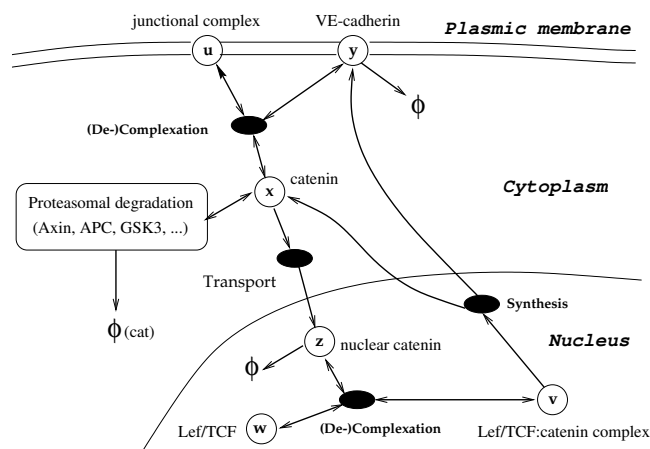 junctional complex
VE-cadherin
Plasmic membrane
u
y
ϕ
(De-)Complexation
catenin
x
Cytoplasm
Proteasomal degradation
(Axin, APC, GSK3, ...)
Transport
Synthesis
ϕ(cat)
z
nuclear catenin
Nucleus
ϕ
v
Lef/TCF
w
(De-)Complexation
Lef/TCF:catenin complex